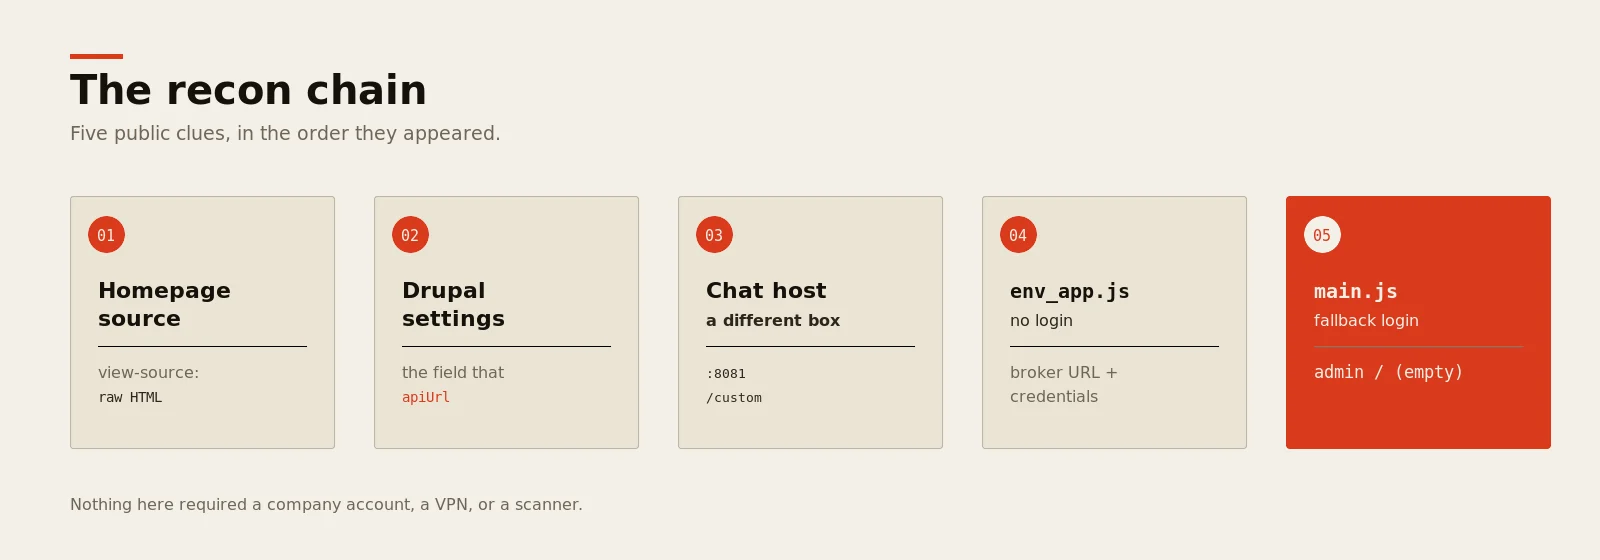 The recon chain
Five public clues, in the order they appeared.
01
Homepage
source
view-source:
raw HTML
02
Drupal
settings
the field that
apiUrl
03
Chat host
a different box
:8081
/custom
04
env_app.js
no login
broker URL +
credentials
05
main.js
fallback login
admin / (empty)
Nothing here required a company account, a VPN, or a scanner.